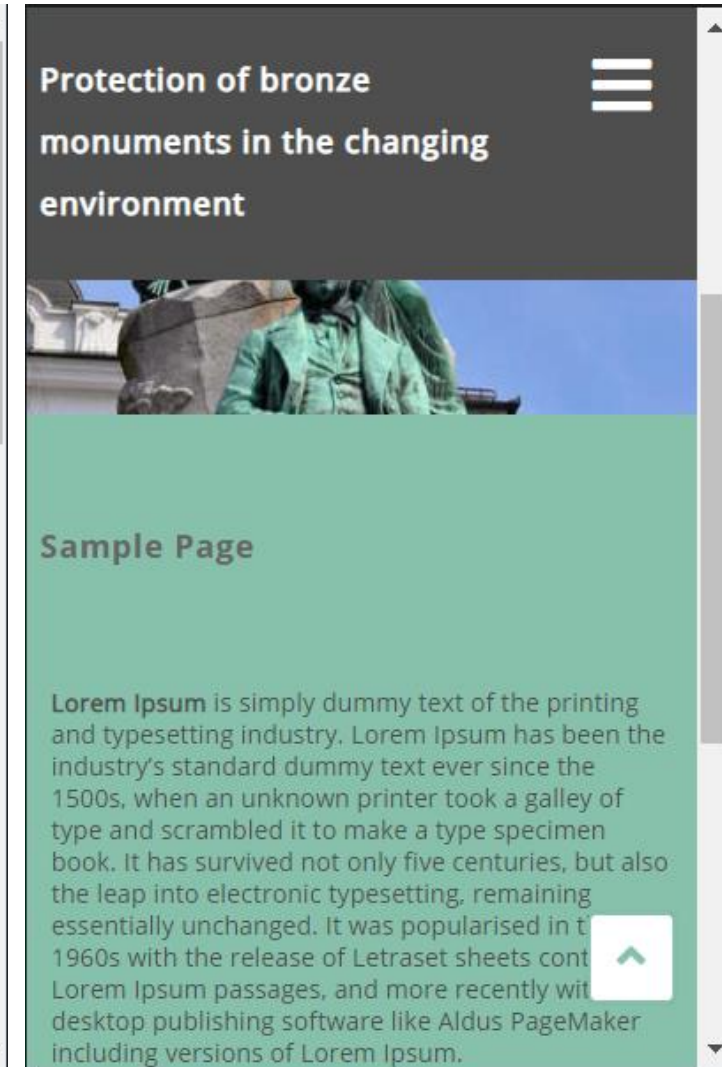 Protection of bronze
monuments in the changing
environment
Sample Page
Lorem Ipsum is simply dummy text of the printing
and typesetting industry. Lorem Ipsum has been the
industry’s standard dummy text ever since the
1500s, when an unknown printer took a galley of
type and scrambled it to make a type specimen
book. It has survived not only five centuries, but also
the leap into electronic typesetting, remaining
essentially unchanged. It was popularised in
1960s with the release of Letraset sheets
Lorem Ipsum passages, and more recently
desktop publishing software like Aldus PageMaker
including versions of Lorem Ipsum.